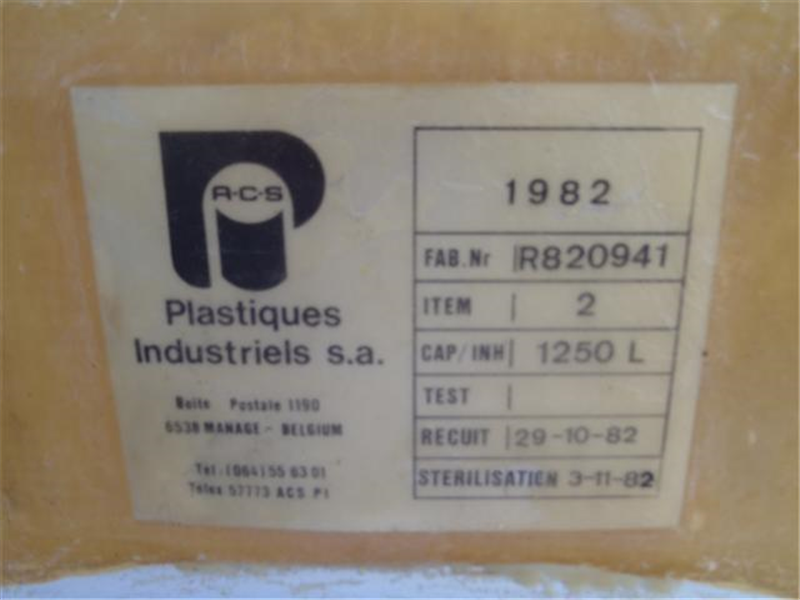 A·C·S
Plastiques
Industriels s.a.
Boite Postale 1190
6538 MANAGE - BELGIUM
Tel: (064) 55 63 01
Telex 57773 ACS PI
1982
FAB.Nr R820941
ITEM 2
CAP/INH 1250 L
TEST
RECUIT 29-10-82
STERILISATIEN 3-11-82